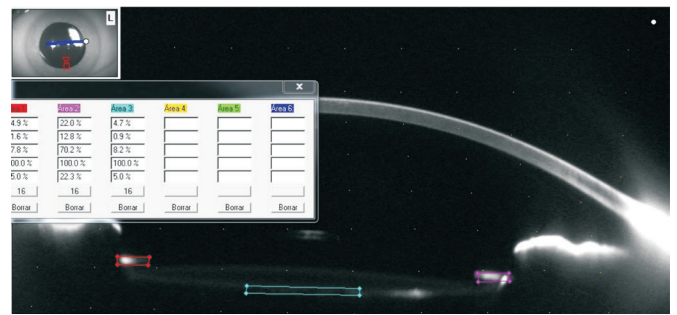 L
x
Area 2: Area 3: Area 4: Area 5: Area 6:
4.9 % 22.0 % 4.7 %
1.6 % 12.8 % 0.9 %
7.8 % 70.2 % 8.2 %
00.0 % 100.0 % 100.0 %
5.0 % 22.3 % 5.0 %
16 16 16
Borrar Borrar Borrar Borrar Borrar Borrar